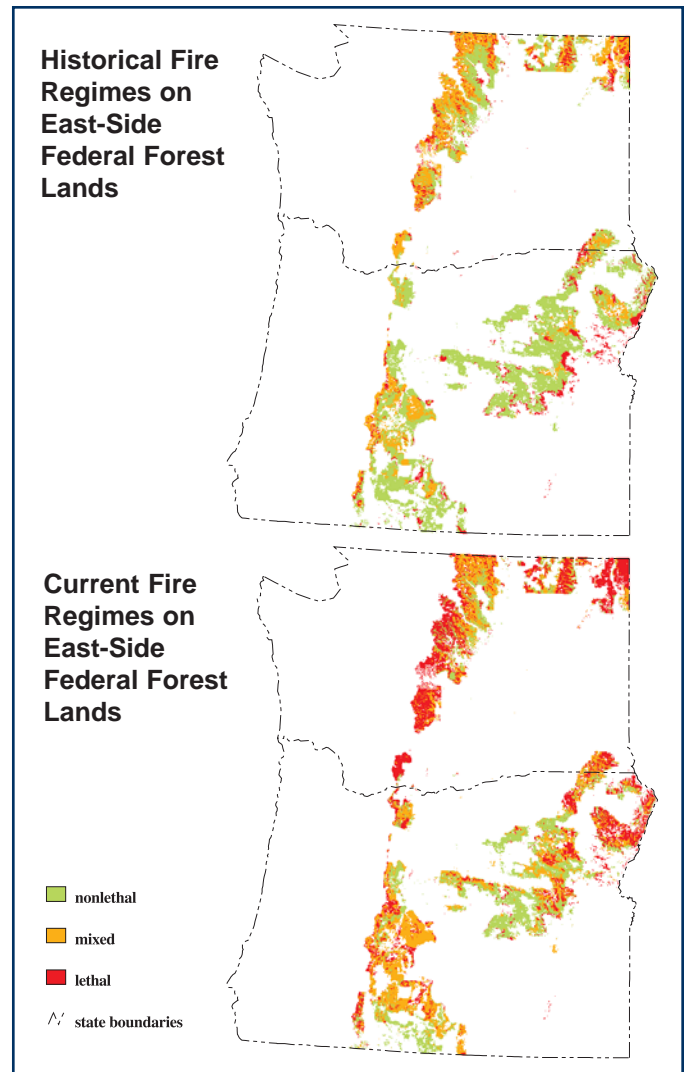 Historical Fire
Regimes on
East-Side
Federal Forest
Lands
Current Fire
Regimes on
East-Side
Federal Forest
Lands
nonlethal
mixed
lethal
state boundaries